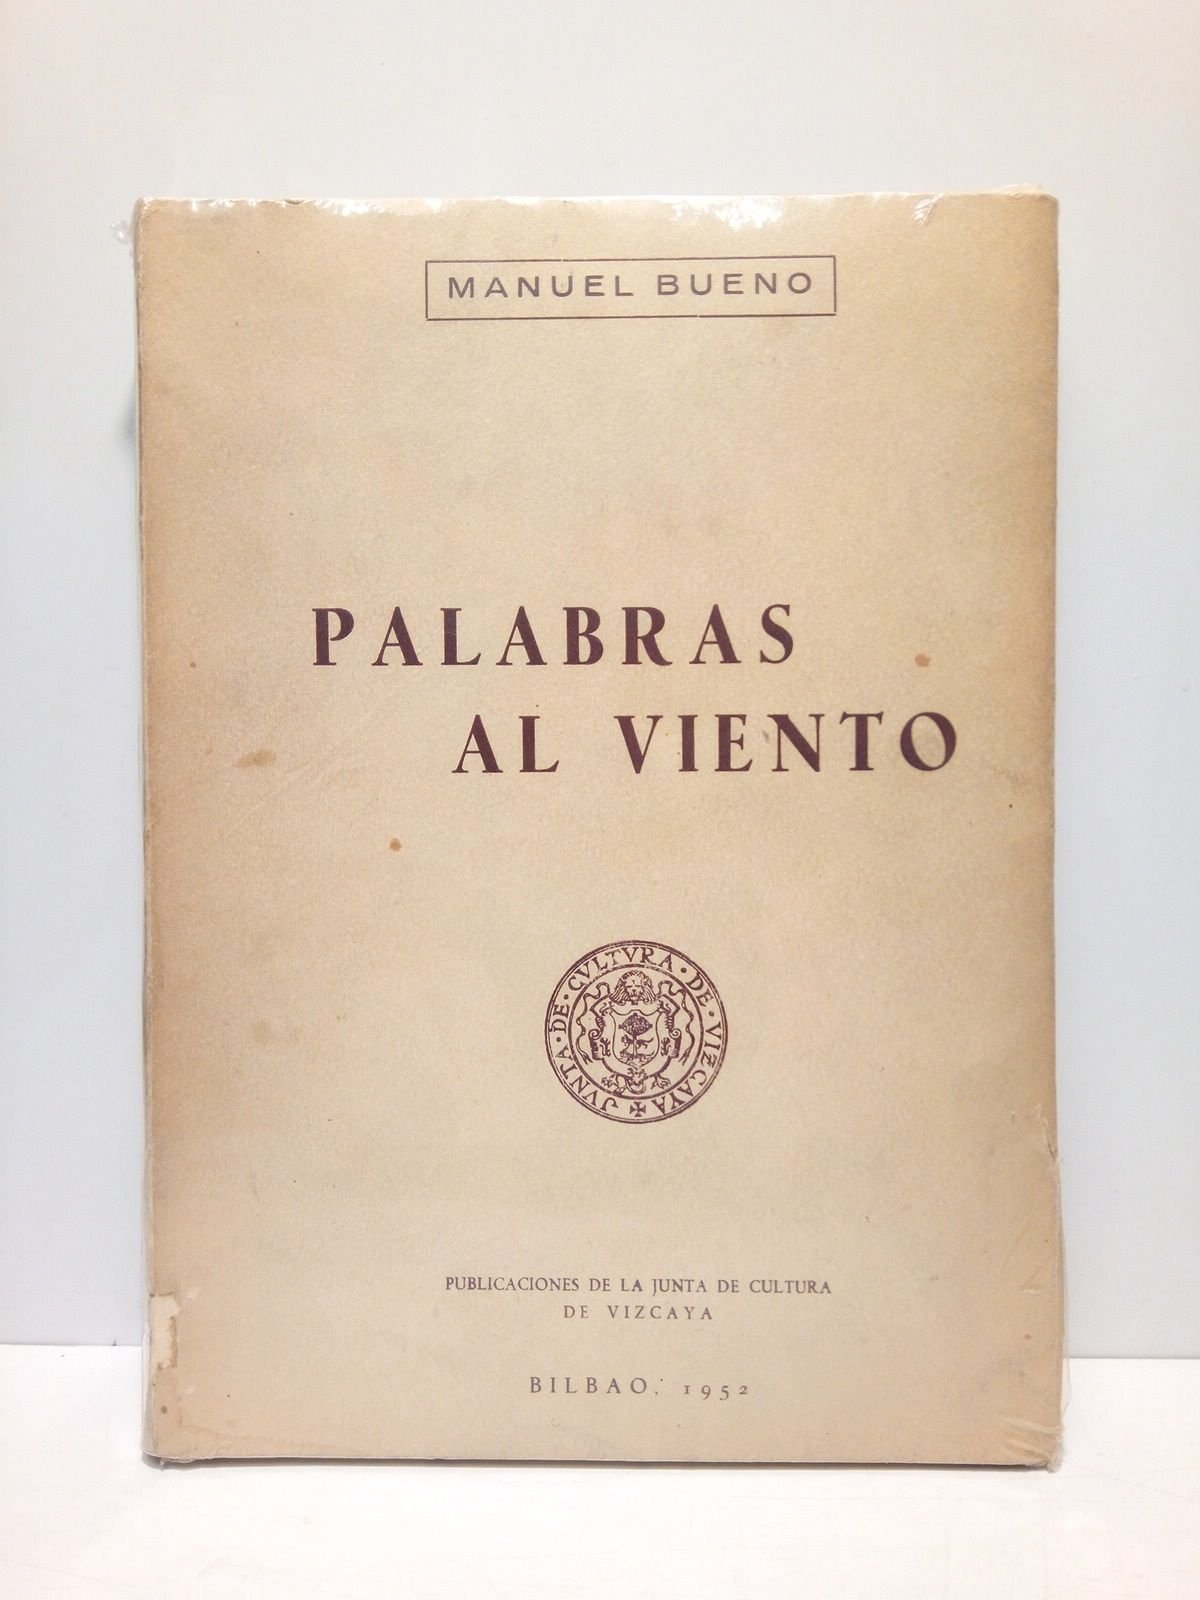 MANUEL BUENO
PALABRAS
AL VIENTO
JVNTA·DE·CVLTVRA·DE·VIZCAYA
PUBLICACIONES DE LA JUNTA DE CULTURA
DE VIZCAYA
BILBAO, 1952